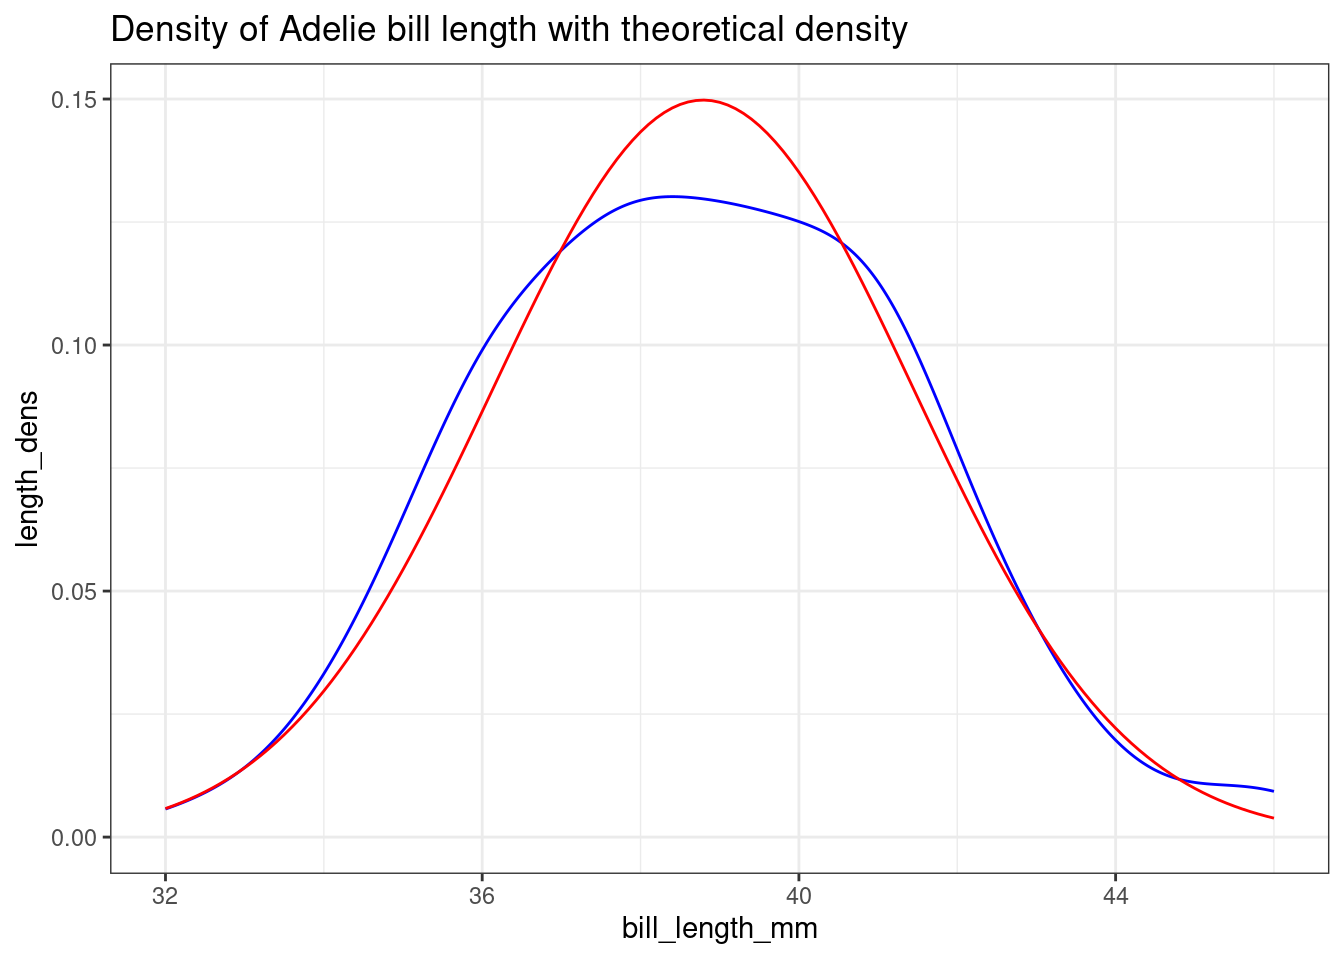 Density of Adelie bill length with theoretical density
length_dens
0.15
0.10
0.05
0.00
32 36 40 44
bill_length_mm